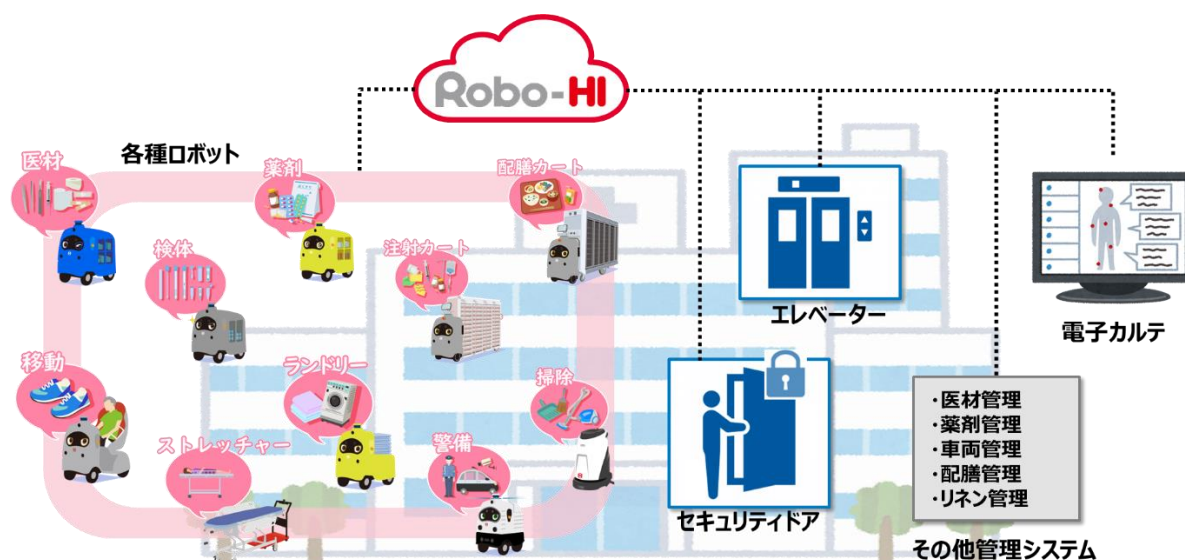 Robo-HI
各種ロボット
医材
薬剤
配膳カート
検体
注射カート
移動
ランドリー
掃除
ストレッチャー
警備
エレベーター
電子カルテ
セキュリティドア
・医材管理
・薬剤管理
・車両管理
・配膳管理
・リネン管理
その他管理システム